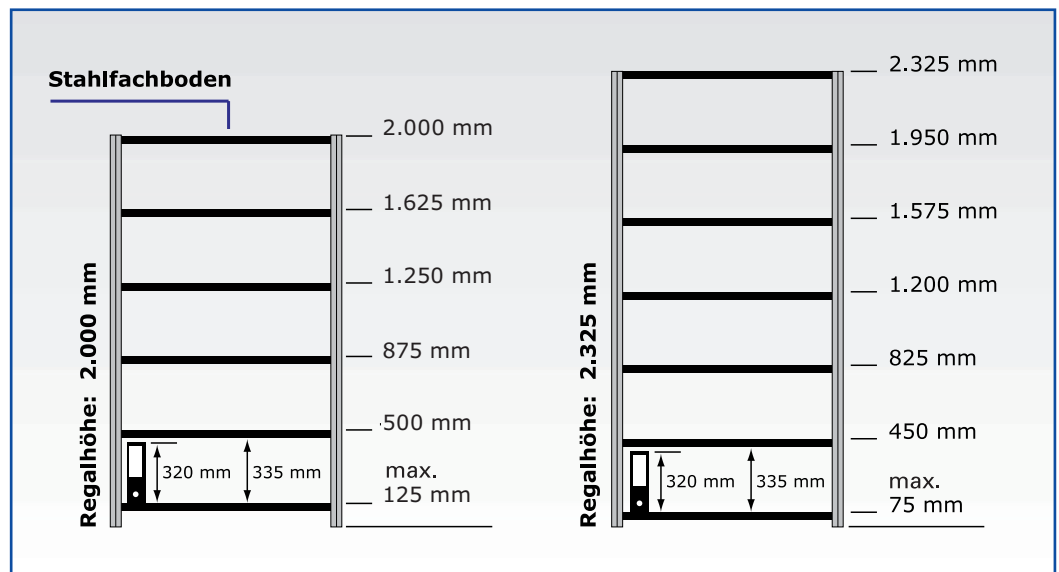 Stahlfachboden
2.000 mm
1.625 mm
1.250 mm
875 mm
500 mm
max.
125 mm
320 mm
335 mm
Regalhöhe: 2.000 mm
2.325 mm
1.950 mm
1.575 mm
1.200 mm
825 mm
450 mm
max.
75 mm
320 mm
335 mm
Regalhöhe: 2.325 mm